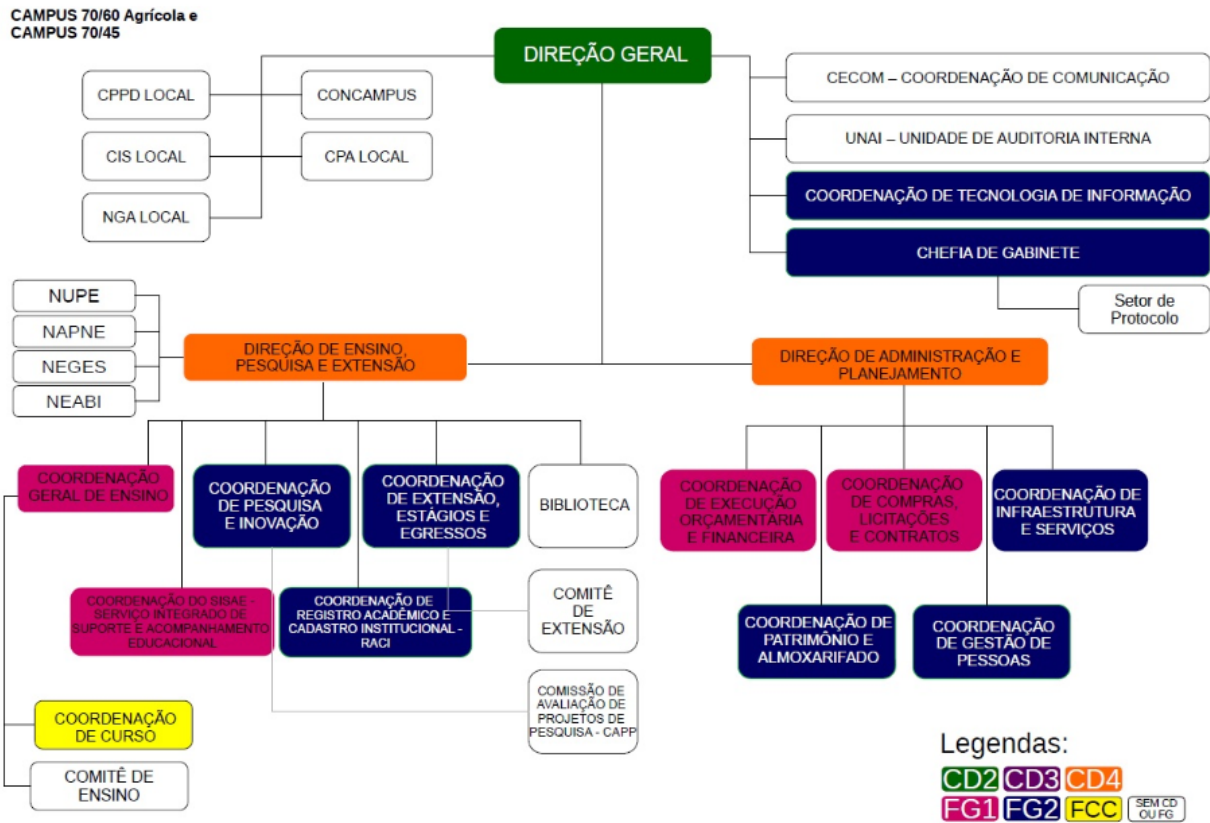 CAMPUS 70/60 Agrícola e
CAMPUS 70/45
DIREÇÃO GERAL
CPPD LOCAL
CONCAMPUS
CIS LOCAL
CPA LOCAL
NGA LOCAL
CECOM – COORDENAÇÃO DE COMUNICAÇÃO
UNAI – UNIDADE DE AUDITORIA INTERNA
COORDENAÇÃO DE TECNOLOGIA DE INFORMAÇÃO
CHEFIA DE GABINETE
Setor de
Protocolo
NUPE
NAPNE
NEGES
NEABI
DIREÇÃO DE ENSINO,
PESQUISA E EXTENSÃO
DIREÇÃO DE ADMINISTRAÇÃO E
PLANEJAMENTO
COORDENAÇÃO
GERAL DE ENSINO
COORDENAÇÃO
DE PESQUISA
E INOVAÇÃO
COORDENAÇÃO
DE EXTENSÃO,
ESTÁGIOS E
EGRESSOS
BIBLIOTECA
COORDENAÇÃO
DE EXECUÇÃO
ORÇAMENTÁRIA
E FINANCEIRA
COORDENAÇÃO
DE COMPRAS,
LICITAÇÕES
E CONTRATOS
COORDENAÇÃO DE
INFRAESTRUTURA
E SERVIÇOS
COORDENAÇÃO DO SISAE -
SERVIÇO INTEGRADO DE
SUPORTE E ACOMPANHAMENTO
EDUCACIONAL
COORDENAÇÃO DE
REGISTRO ACADÊMICO E
CADASTRO INSTITUCIONAL -
RACI
COMITÊ
DE
EXTENSÃO
COORDENAÇÃO DE
PATRIMÔNIO E
ALMOXARIFADO
COORDENAÇÃO
DE GESTÃO DE
PESSOAS
COMISSÃO DE
AVALIAÇÃO DE
PROJETOS DE
PESQUISA - CAPP
COORDENAÇÃO
DE CURSO
COMITÊ DE
ENSINO
Legendas:
CD2 CD3 CD4
FG1 FG2 FCC SEM CD
OU FG